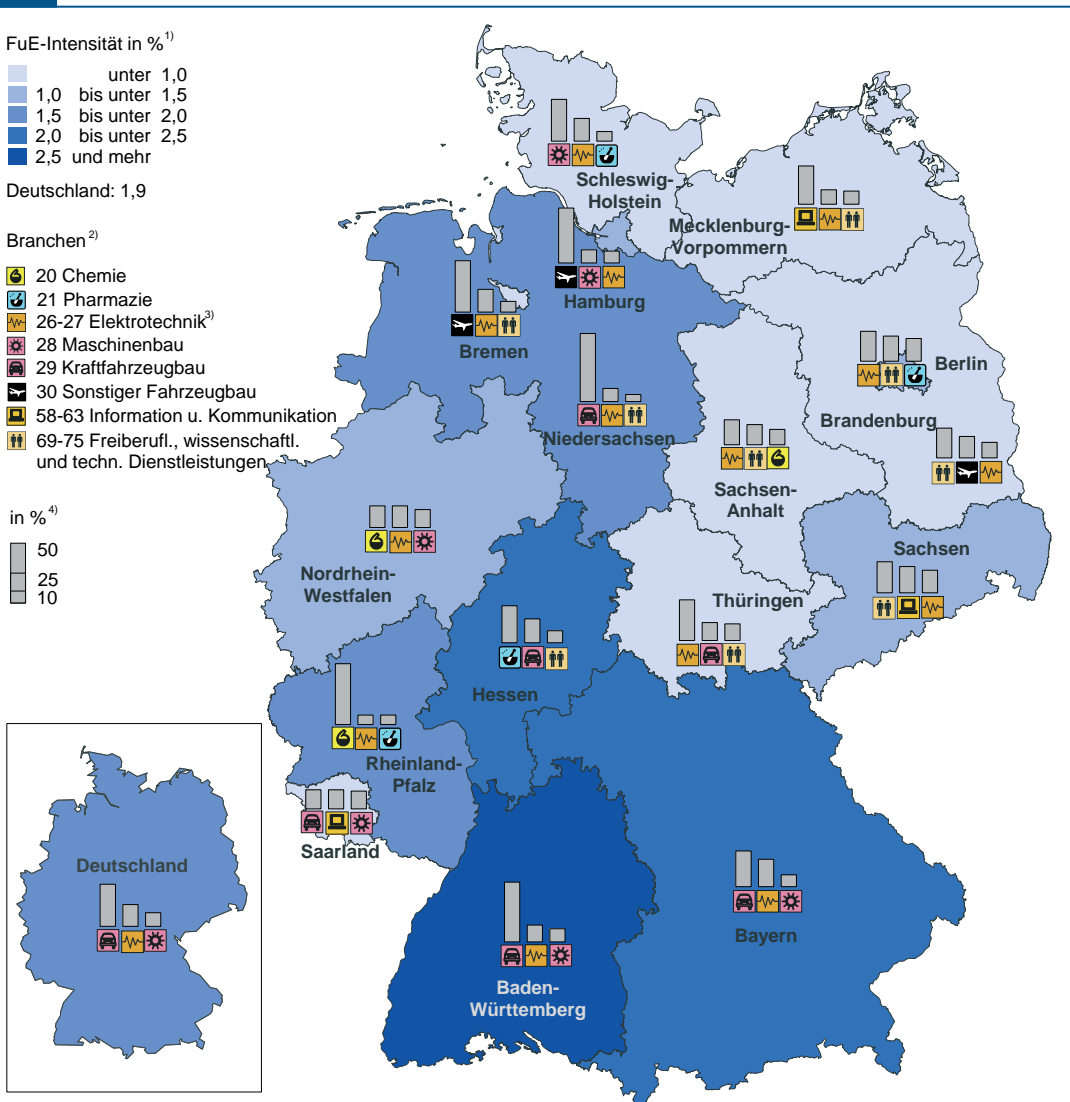 FuE-Intensität in %1)
unter 1,0
1,0 bis unter 1,5
1,5 bis unter 2,0
2,0 bis unter 2,5
2,5 und mehr
Deutschland: 1,9
Branchen2)
20 Chemie
21 Pharmazie
26-27 Elektrotechnik3)
28 Maschinenbau
29 Kraftfahrzeugbau
30 Sonstiger Fahrzeugbau
58-63 Information u. Kommunikation
69-75 Freiberufl., wissenschaftl.
und techn. Dienstleistungen
in %4)
50
25
10
Schleswig-
Holstein
Mecklenburg-
Vorpommern
Hamburg
Bremen
Niedersachsen
Berlin
Brandenburg
Sachsen-
Anhalt
Sachsen
Nordrhein-
Westfalen
Thüringen
Hessen
Rheinland-
Pfalz
Saarland
Bayern
Baden-
Württemberg
Deutschland